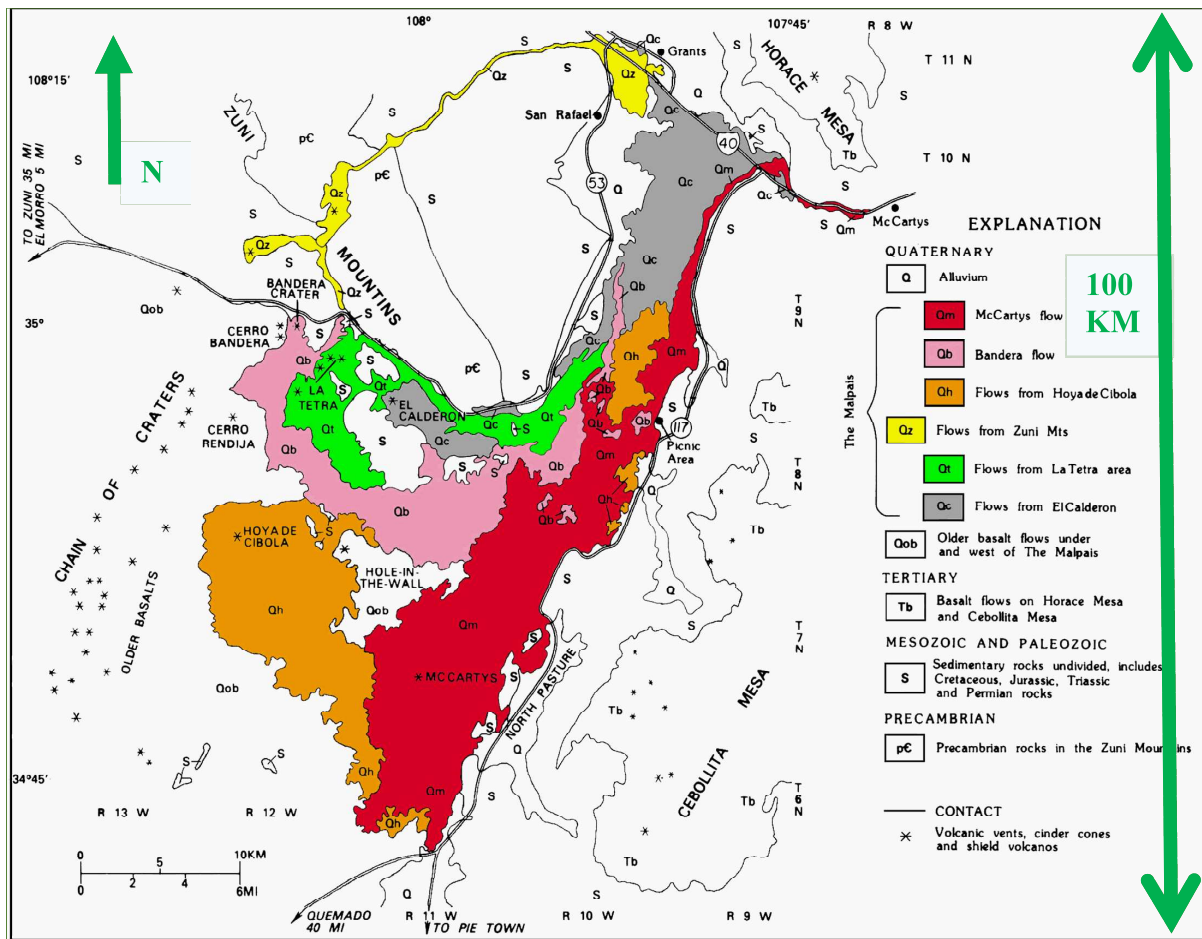 108°
107°45'
R 8 W
108°15'
N
TO ZUNI 35 MI
ELMORRO 5 MI
S
Qc
Grants
S
HORACE
MESA
T 11 N
Qz
S
Qz
Q
S
San Rafael
Qc
S
ZUNI
p€
S
40
Tb
T 10 N
S
p€
S
53
Q
Qc
Qm
Qc
S
Qz
McCartys
S
Qm
S
Qz
S
S
MOUNTINS
S
Qc
Qb
BANDERA
CRATER
Qz
S
Qob
T
9
N
35°
CERRO
BANDERA
S
S
Qc
Qb
S
p€
Qh
Qm
LA
TETRA
S
Qt
EL
CALDERON
Qb
Tb
CERRO
RENDIJA
Qt
S
Qc
S
Qt
Qb
Qb
S
Picnic
Area
117
S
Qb
Qc
S
S
Qb
Qm
T
8
N
Qb
Qb
Qh
Q
Tb
CHAIN OF CRATERS
HOYA DE
CIBOLA
S
HOLE-IN-
THE-WALL
S
Q
S
OLDER BASALTS
Qh
Qob
Qm
S
T
7
N
Qob
MCCARTYS
S
NORTH PASTURE
Tb
MESA
S
Q
S
S
34°45'
Qh
Qm
S
CEBOLLITA
Tb
T
6
N
R 13 W
R 12 W
Qh
Tb
0 5 10KM
0 2 4 6MI
Q
S
QUEMADO
40 MI
R 11 W
TO PIE TOWN
R 10 W
R 9 W
EXPLANATION
100
KM
QUATERNARY
Q Alluvium
The Malpais
Qm McCartys flow
Qb Bandera flow
Qh Flows from Hoya de Cibola
Qz Flows from Zuni Mts
Qt Flows from La Tetra area
Qc Flows from El Calderon
Qob Older basalt flows under
and west of The Malpais
TERTIARY
Tb Basalt flows on Horace Mesa
and Cebollita Mesa
MESOZOIC AND PALEOZOIC
S Sedimentary rocks undivided, includes
Cretaceous, Jurassic, Triassic
and Permian rocks
PRECAMBRIAN
p€ Precambrian rocks in the Zuni Mountains
CONTACT
Volcanic vents, cinder cones
and shield volcanos